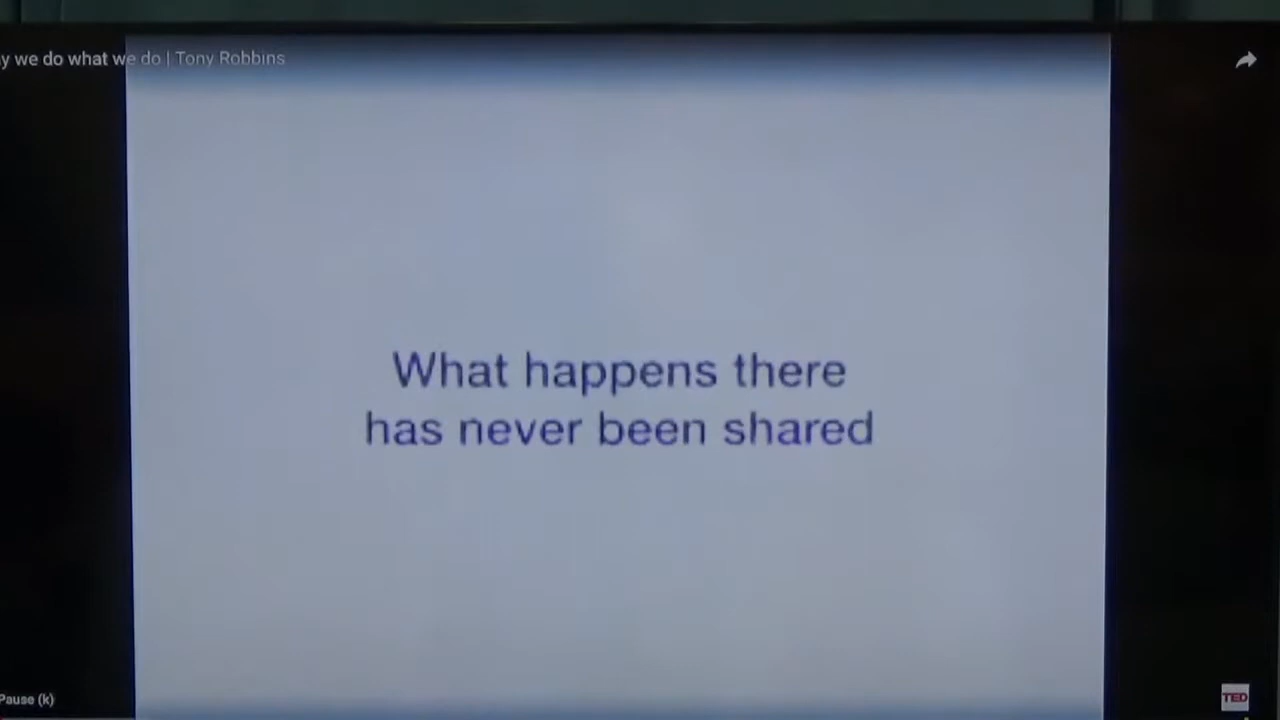 y we do what we do | Tony Robbins
What happens there
has never been shared
Pause (k)
TED